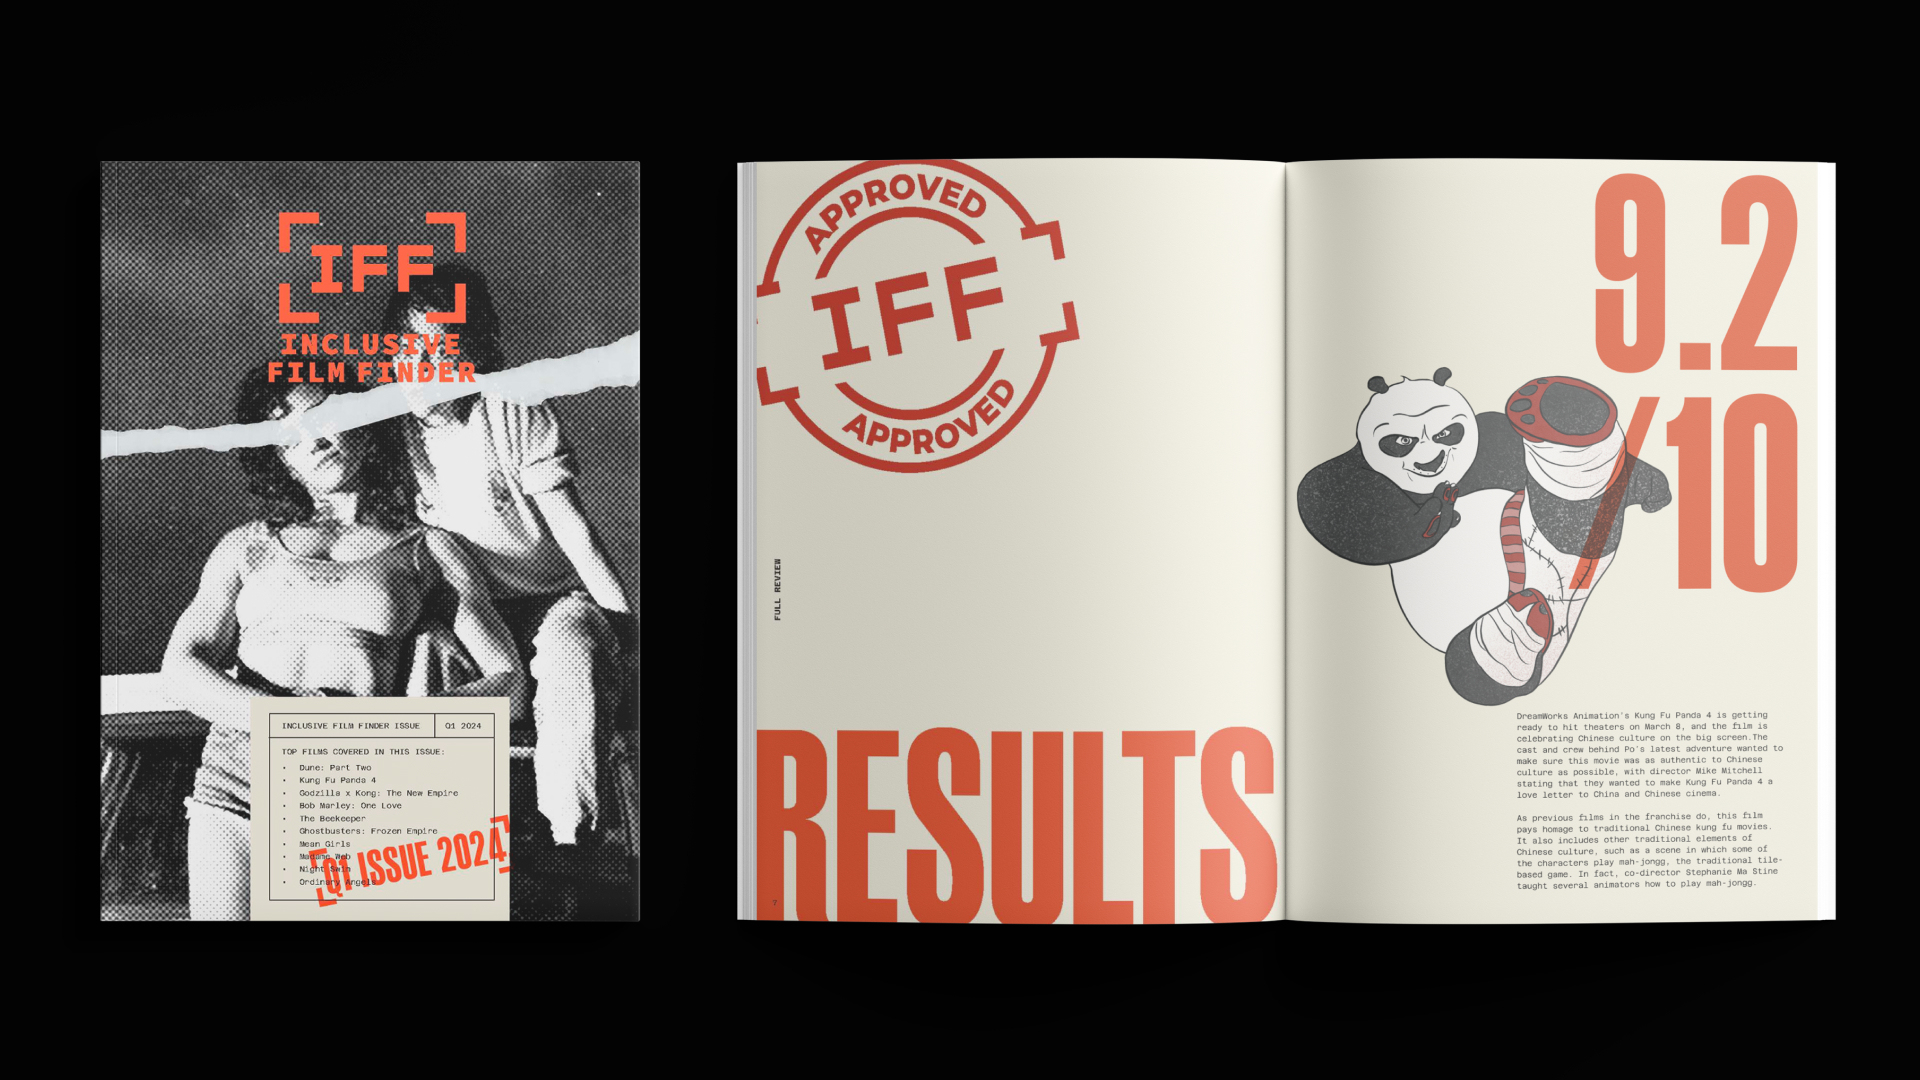 IFF
INCLUSIVE
FILM FINDER
INCLUSIVE FILM FINDER ISSUE
Q1 2024
TOP FILMS COVERED IN THIS ISSUE:
• Dune: Part Two
• Kung Fu Panda 4
• Godzilla x Kong: The New Empire
• Bob Marley: One Love
• The Beekeeper
• Ghostbusters: Frozen Empire
• Mean Girls
• Madame Web
• Night Swim
• Ordinary Angels
Q1 ISSUE 2024
APPROVED
IFF
APPROVED
FULL REVIEW
RESULTS
7
9.2
/10
DreamWorks Animation's Kung Fu Panda 4 is getting
ready to hit theaters on March 8, and the film is
celebrating Chinese culture on the big screen.The
cast and crew behind Po's latest adventure wanted to
make sure this movie was as authentic to Chinese
culture as possible, with director Mike Mitchell
stating that they wanted to make Kung Fu Panda 4 a
love letter to China and Chinese cinema.
As previous films in the franchise do, this film
pays homage to traditional Chinese kung fu movies.
It also includes other traditional elements of
Chinese culture, such as a scene in which some of
the characters play mah-jongg, the traditional tile-
based game. In fact, co-director Stephanie Ma Stine
taught several animators how to play mah-jongg.